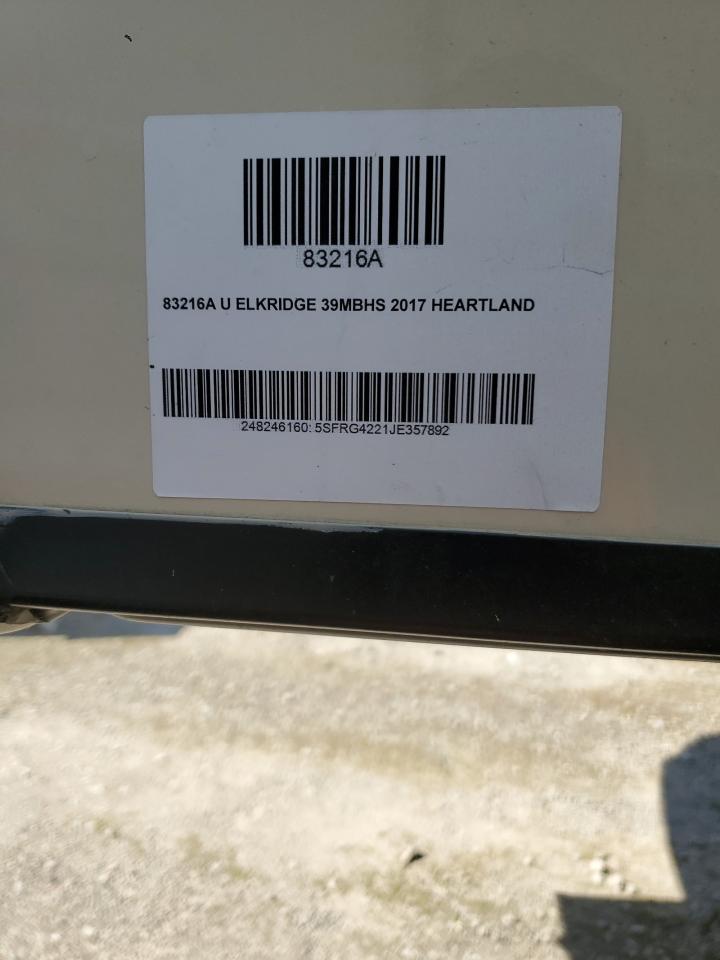 83216A
83216A U ELKRIDGE 39MBHS 2017 HEARTLAND
248246160: 5SFRG4221JE357892